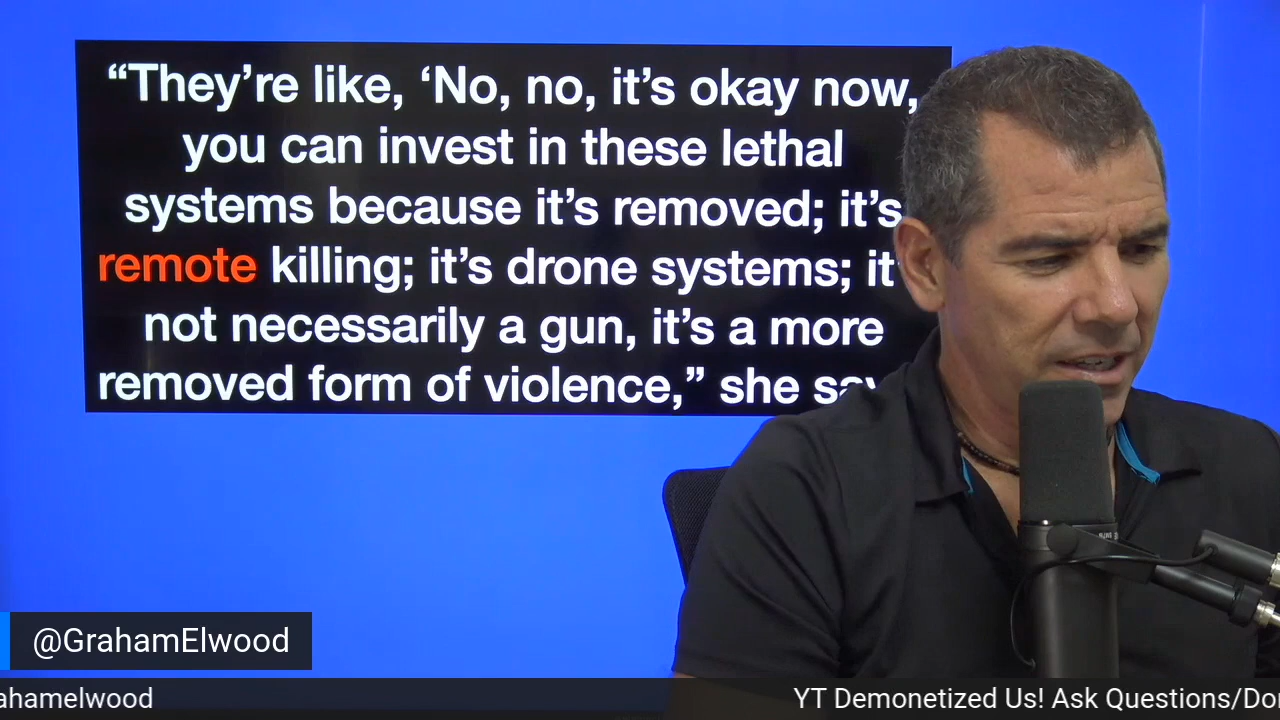 “They’re like, ‘No, no, it’s okay now,
you can invest in these lethal
systems because it’s removed; it’s
remote killing; it’s drone systems; it’
not necessarily a gun, it’s a more
removed form of violence,” she say
@GrahamElwood
ahamelwood
YT Demonetized Us! Ask Questions/Do